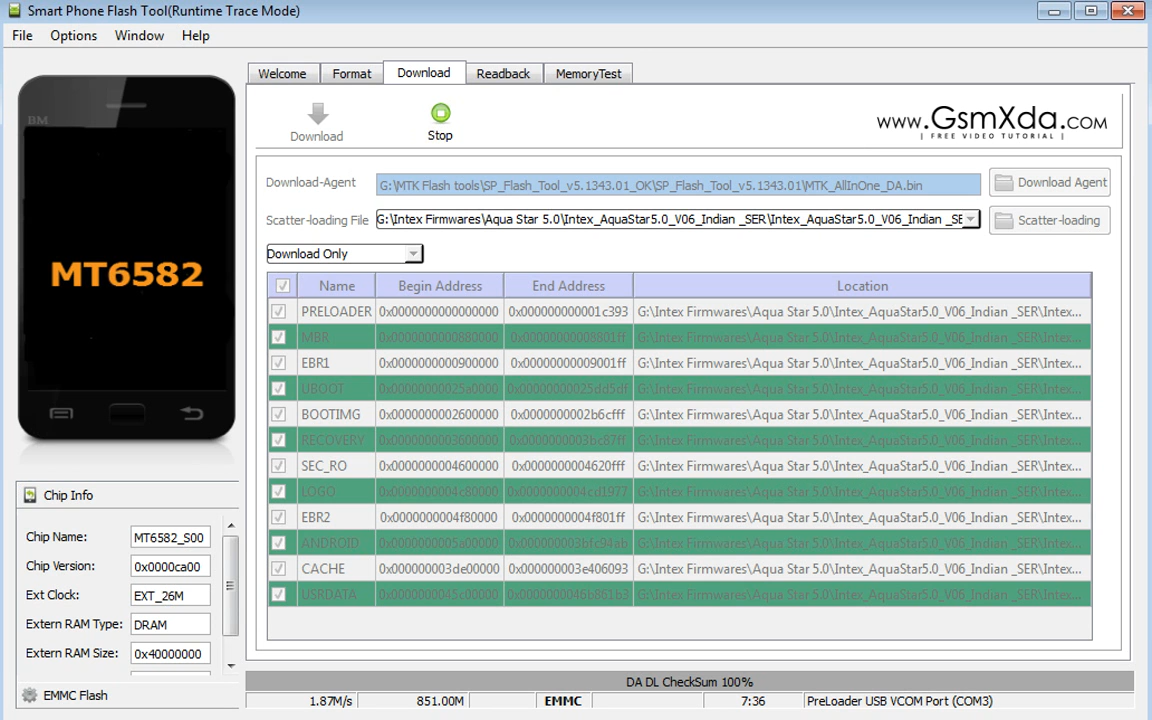 Smart Phone Flash Tool(Runtime Trace Mode)
File Options Window Help
BM
MT6582
Welcome Format Download Readback MemoryTest
Download Stop
www.GsmXda.com
| FREE VIDEO TUTORIAL |
Download-Agent G:\MTK Flash tools\SP_Flash_Tool_v5.1343.01_OK\SP_Flash_Tool_v5.1343.01\MTK_AllInOne_DA.bin Download Agent
Scatter-loading File G:\Intex Firmwares\Aqua Star 5.0\Intex_AquaStar5.0_V06_Indian _SER\Intex_AquaStar5.0_V06_Indian _SE Scatter-loading
Download Only
Name Begin Address End Address Location
PRELOADER 0x0000000000000000 0x000000000001c393 G:\Intex Firmwares\Aqua Star 5.0\Intex_AquaStar5.0_V06_Indian _SER\Intex...
MBR 0x0000000000880000 0x00000000008801ff G:\Intex Firmwares\Aqua Star 5.0\Intex_AquaStar5.0_V06_Indian _SER\Intex...
EBR1 0x0000000000900000 0x00000000009001ff G:\Intex Firmwares\Aqua Star 5.0\Intex_AquaStar5.0_V06_Indian _SER\Intex...
UBOOT 0x00000000025a0000 0x00000000025dd5df G:\Intex Firmwares\Aqua Star 5.0\Intex_AquaStar5.0_V06_Indian _SER\Intex...
BOOTIMG 0x0000000002600000 0x0000000002b6cfff G:\Intex Firmwares\Aqua Star 5.0\Intex_AquaStar5.0_V06_Indian _SER\Intex...
RECOVERY 0x0000000003600000 0x0000000003bc87ff G:\Intex Firmwares\Aqua Star 5.0\Intex_AquaStar5.0_V06_Indian _SER\Intex...
SEC_RO 0x0000000004600000 0x0000000004620fff G:\Intex Firmwares\Aqua Star 5.0\Intex_AquaStar5.0_V06_Indian _SER\Intex...
LOGO 0x0000000004c80000 0x0000000004cd1977 G:\Intex Firmwares\Aqua Star 5.0\Intex_AquaStar5.0_V06_Indian _SER\Intex...
EBR2 0x0000000004f80000 0x0000000004f801ff G:\Intex Firmwares\Aqua Star 5.0\Intex_AquaStar5.0_V06_Indian _SER\Intex...
ANDROID 0x0000000005a00000 0x000000003bfc94ab G:\Intex Firmwares\Aqua Star 5.0\Intex_AquaStar5.0_V06_Indian _SER\Intex...
CACHE 0x000000003de00000 0x000000003e406093 G:\Intex Firmwares\Aqua Star 5.0\Intex_AquaStar5.0_V06_Indian _SER\Intex...
USRDATA 0x0000000045c00000 0x0000000046b861b3 G:\Intex Firmwares\Aqua Star 5.0\Intex_AquaStar5.0_V06_Indian _SER\Intex...
Chip Info
Chip Name: MT6582_S00
Chip Version: 0x0000ca00
Ext Clock: EXT_26M
Extern RAM Type: DRAM
Extern RAM Size: 0x40000000
EMMC Flash
DA DL CheckSum 100%
1.87M/s 851.00M EMMC 7:36 PreLoader USB VCOM Port (COM3)